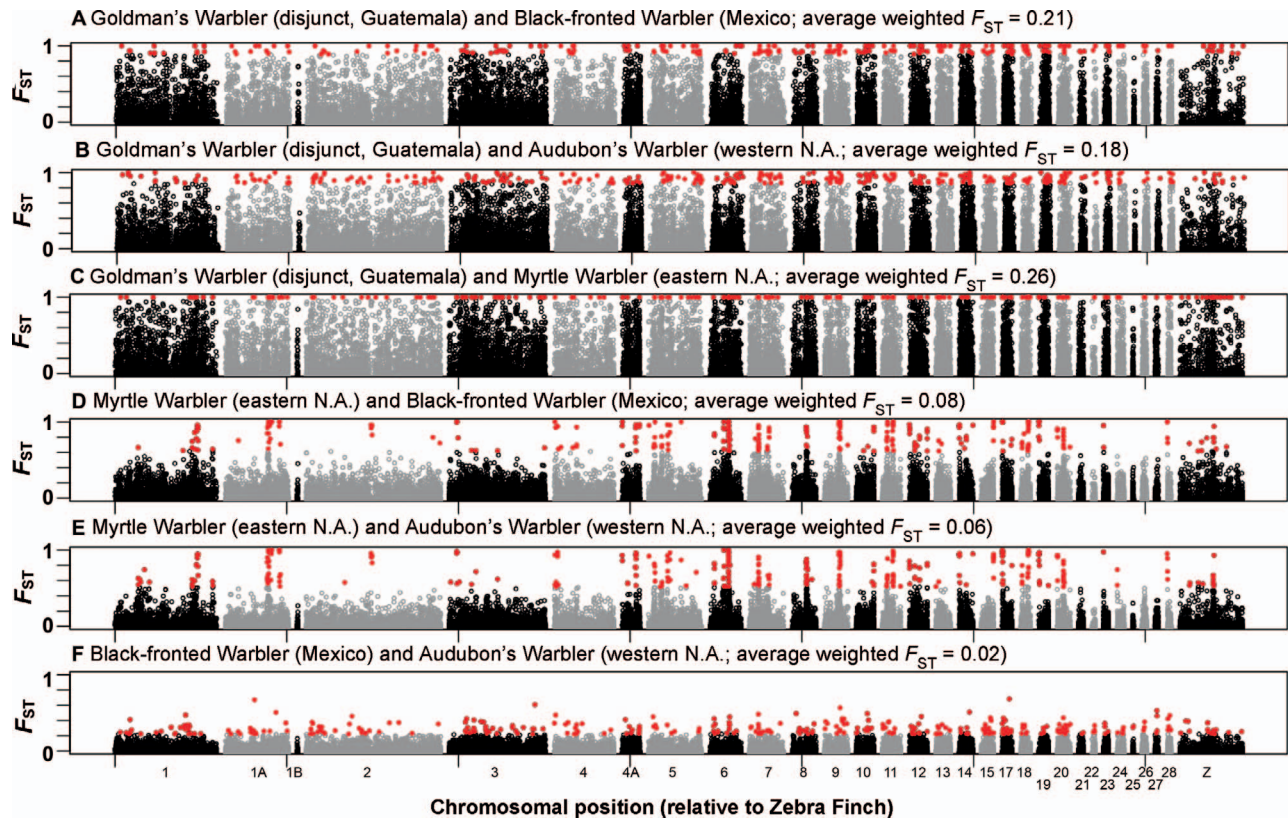 A Goldman's Warbler (disjunct, Guatemala) and Black-fronted Warbler (Mexico; average weighted FST = 0.21)
1
FST
0
B Goldman's Warbler (disjunct, Guatemala) and Audubon's Warbler (western N.A.; average weighted FST = 0.18)
1
FST
0
C Goldman's Warbler (disjunct, Guatemala) and Myrtle Warbler (eastern N.A.; average weighted FST = 0.26)
1
FST
0
D Myrtle Warbler (eastern N.A.) and Black-fronted Warbler (Mexico; average weighted FST = 0.08)
1
FST
0
E Myrtle Warbler (eastern N.A.) and Audubon's Warbler (western N.A.; average weighted FST = 0.06)
1
FST
0
F Black-fronted Warbler (Mexico) and Audubon's Warbler (western N.A.; average weighted FST = 0.02)
1
FST
0
1 1A 1B 2 3 4 4A 5 6 7 8 9 10 11 12 13 14 15 17 18 20 22 24 26 28 Z
19 21 23 25 27
Chromosomal position (relative to Zebra Finch)